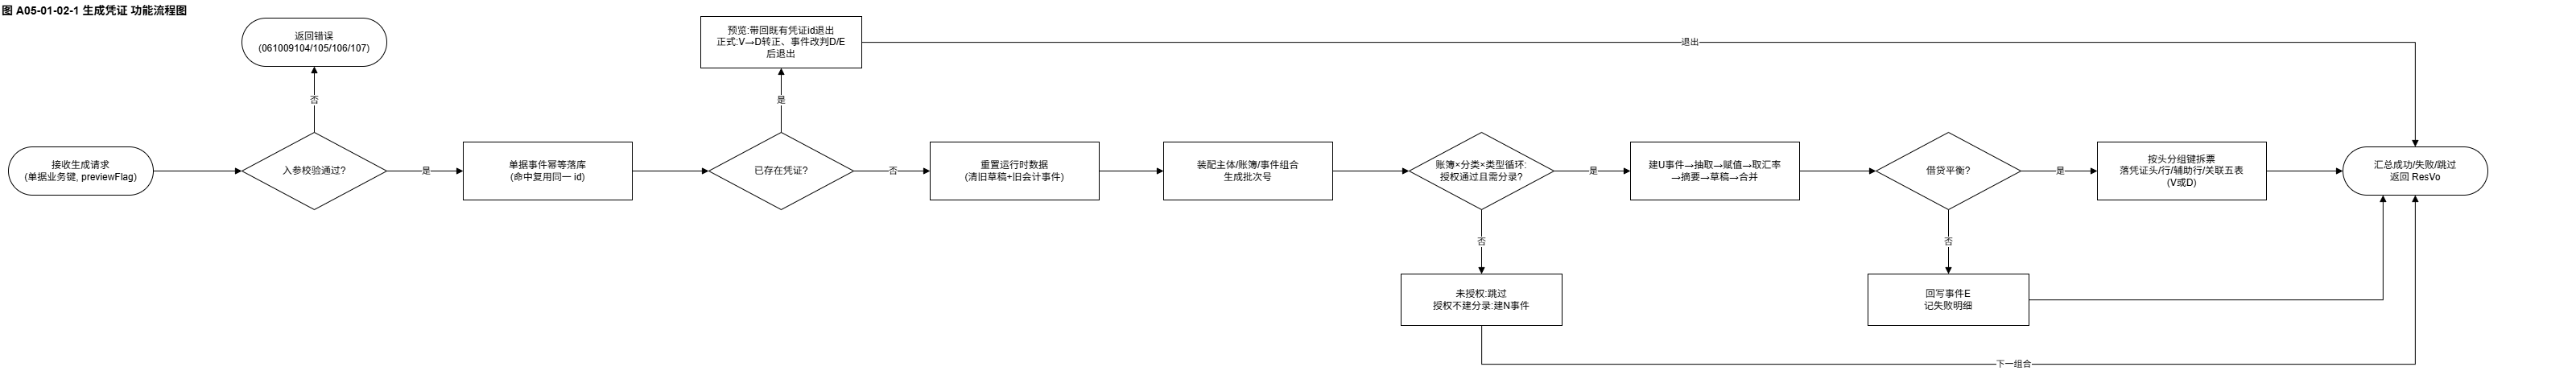 图 A05-01-02-1 生成凭证 功能流程图
返回错误
(061009104/105/106/107)
预览:带回既有凭证id退出
正式:V→D转正、事件改判D/E
后退出
退出
否
是
接收生成请求
(单据业务键, previewFlag)
入参校验通过?
是
单据事件幂等落库
(命中复用同一 id)
已存在凭证?
否
重置运行时数据
(清旧草稿+旧会计事件)
装配主体/账簿/事件组合
生成批次号
账簿×分类×类型循环:
授权通过且需分录?
是
建U事件→抽取→赋值→取汇率
→摘要→草稿→合并
借贷平衡?
是
按头分组键拆票
落凭证头/行/辅助行/关联五表
(V或D)
汇总成功/失败/跳过
返回 ResVo
否
否
未授权:跳过
授权不建分录:建N事件
回写事件E
记失败明细
下一组合